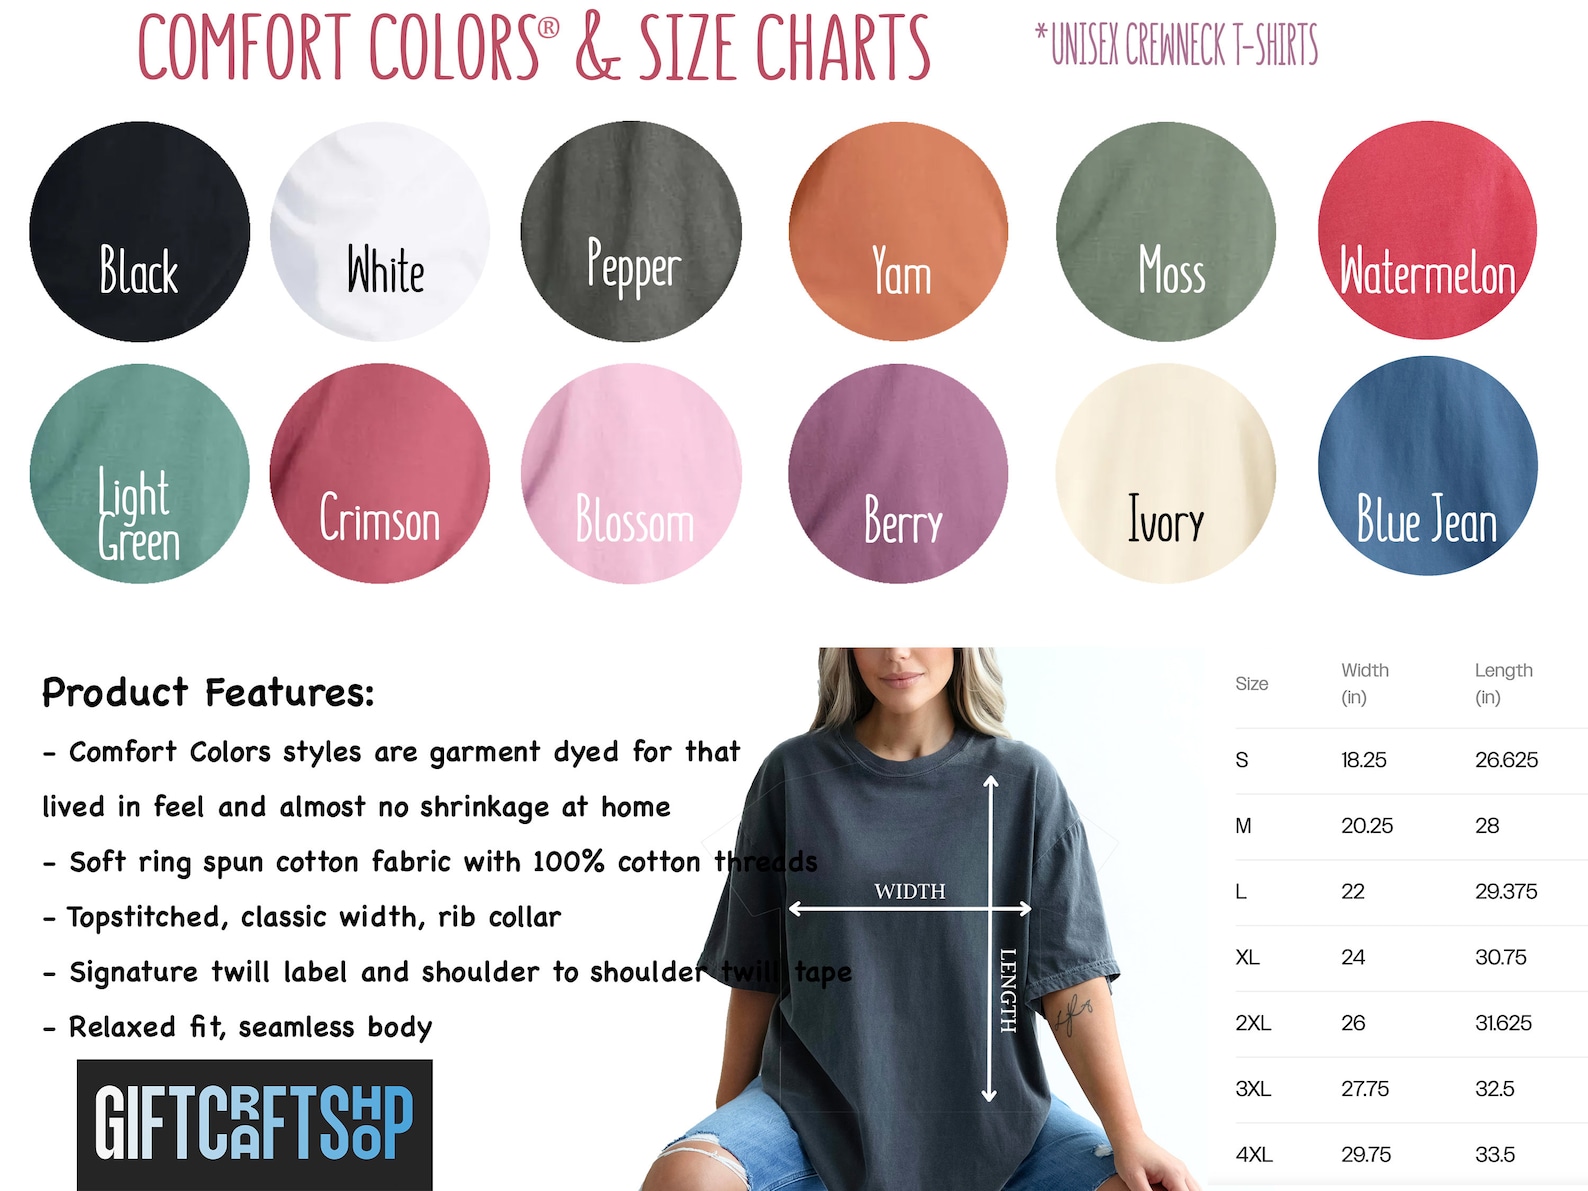 COMFORT COLORS® & SIZE CHARTS
*UNISEX CREWNECK T-SHIRTS
Black
White
Pepper
Yam
Moss
Watermelon
Light
Green
Crimson
Blossom
Berry
Ivory
Blue Jean
Product Features:
- Comfort Colors styles are garment dyed for that
lived in feel and almost no shrinkage at home
- Soft ring spun cotton fabric with 100% cotton threads
- Topstitched, classic width, rib collar
- Signature twill label and shoulder to shoulder twill tape
- Relaxed fit, seamless body
GIFTCRAFTSHOP
WIDTH
LENGTH
Size Width (in) Length (in)
S 18.25 26.625
M 20.25 28
L 22 29.375
XL 24 30.75
2XL 26 31.625
3XL 27.75 32.5
4XL 29.75 33.5